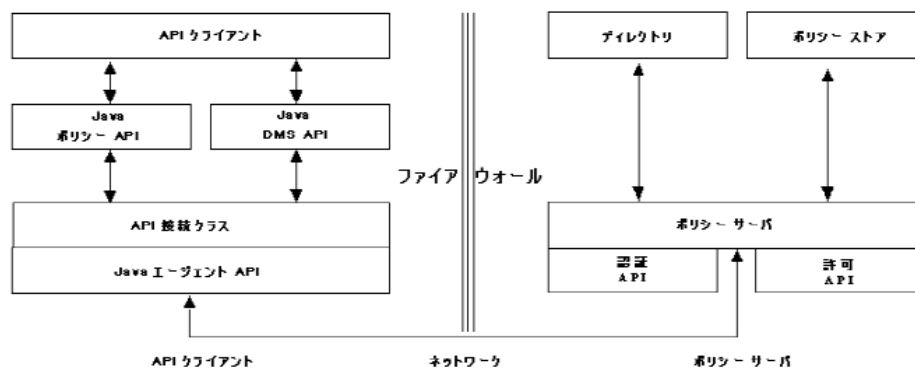 API クライアント
ディレクトリ
ポリシー ストア
Java
ポリシー API
Java
DMS API
ファイア ウォール
API 接続クラス
ポリシー サーバ
Java エージェント API
認証
API
許可
API
API クライアント
ネットワーク
ポリシー サーバ